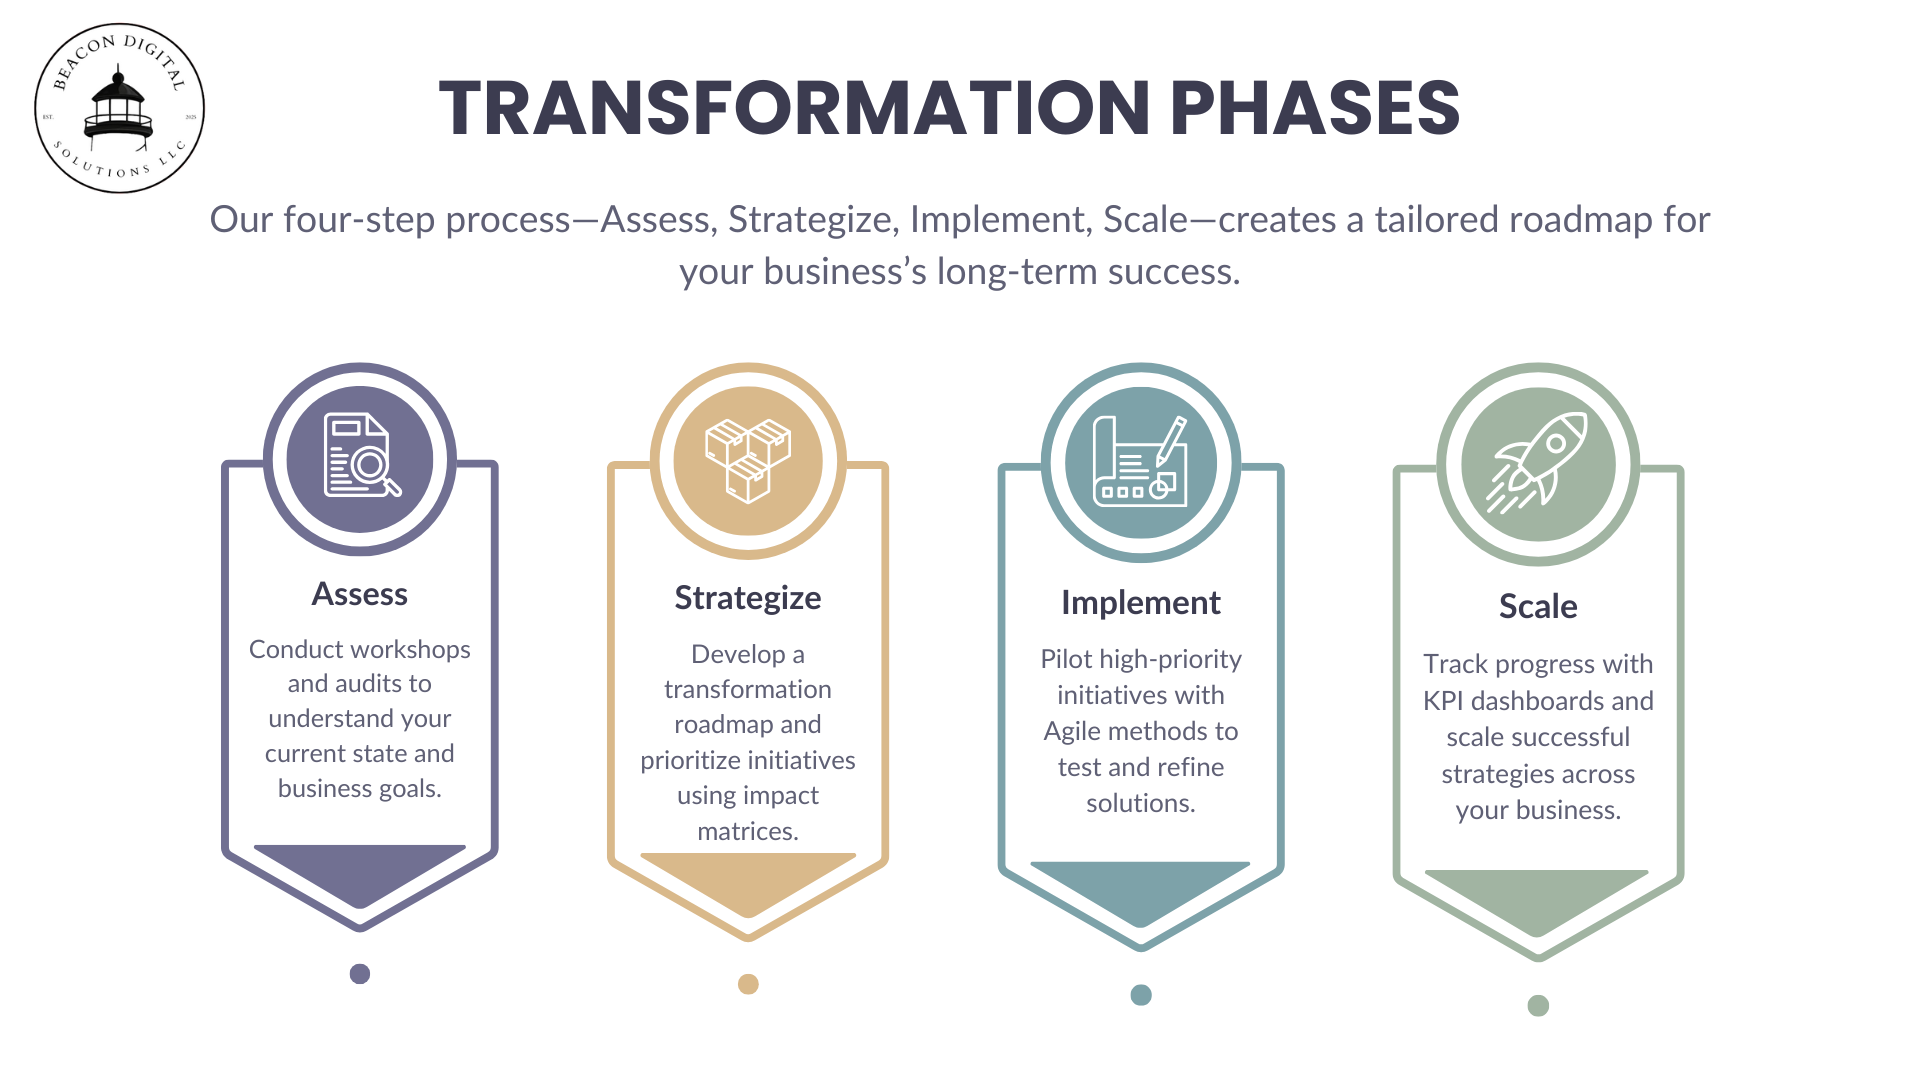 BEACON DIGITAL
EST.
2025
SOLUTIONS LLC
TRANSFORMATION PHASES
Our four-step process—Assess, Strategize, Implement, Scale—creates a tailored roadmap for
your business’s long-term success.
Assess
Conduct workshops
and audits to
understand your
current state and
business goals.
Strategize
Develop a
transformation
roadmap and
prioritize initiatives
using impact
matrices.
Implement
Pilot high-priority
initiatives with
Agile methods to
test and refine
solutions.
Scale
Track progress with
KPI dashboards and
scale successful
strategies across
your business.